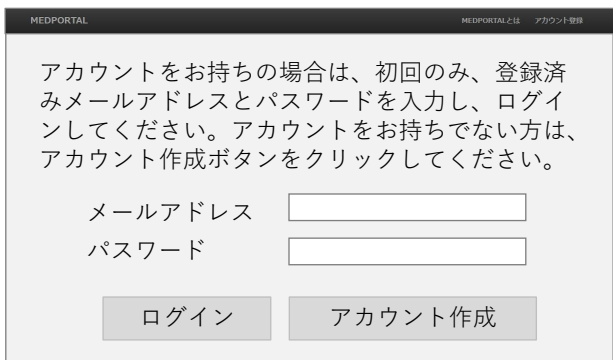 MEDPORTAL MEDPORTALとは アカウント登録
アカウントをお持ちの場合は、初回のみ、登録済
みメールアドレスとパスワードを入力し、ログイ
ンしてください。アカウントをお持ちでない方は、
アカウント作成ボタンをクリックしてください。
メールアドレス
パスワード
ログイン アカウント作成